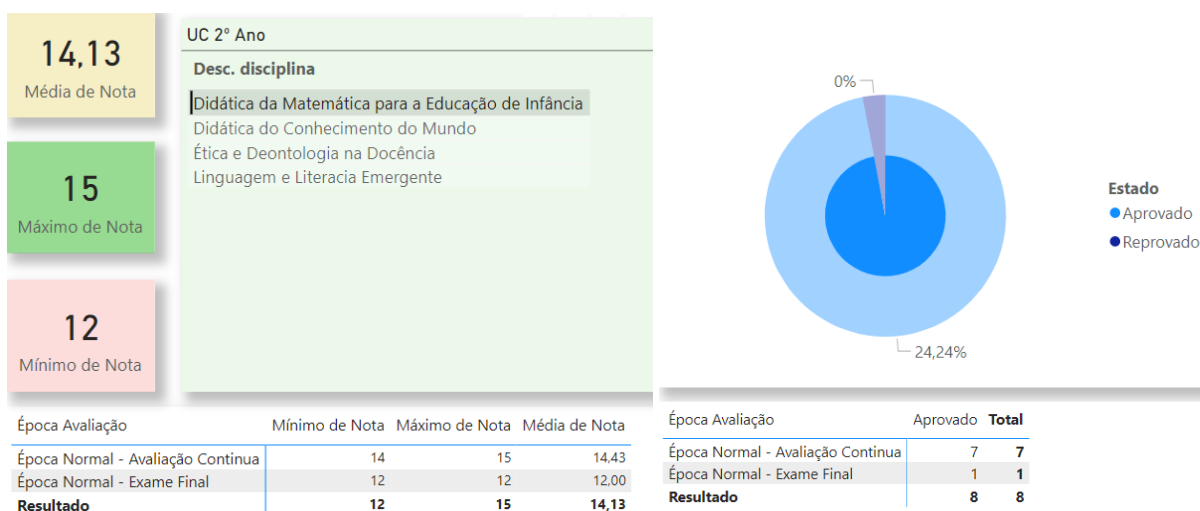 14,13
Média de Nota
15
Máximo de Nota
12
Mínimo de Nota
UC 2º Ano
Desc. disciplina
Didática da Matemática para a Educação de Infância
Didática do Conhecimento do Mundo
Ética e Deontologia na Docência
Linguagem e Literacia Emergente
0%
24,24%
Estado
Aprovado
Reprovado
Época Avaliação Mínimo de Nota Máximo de Nota Média de Nota
Época Normal - Avaliação Continua 14 15 14,43
Época Normal - Exame Final 12 12 12,00
Resultado 12 15 14,13
Época Avaliação Aprovado Total
Época Normal - Avaliação Continua 7 7
Época Normal - Exame Final 1 1
Resultado 8 8